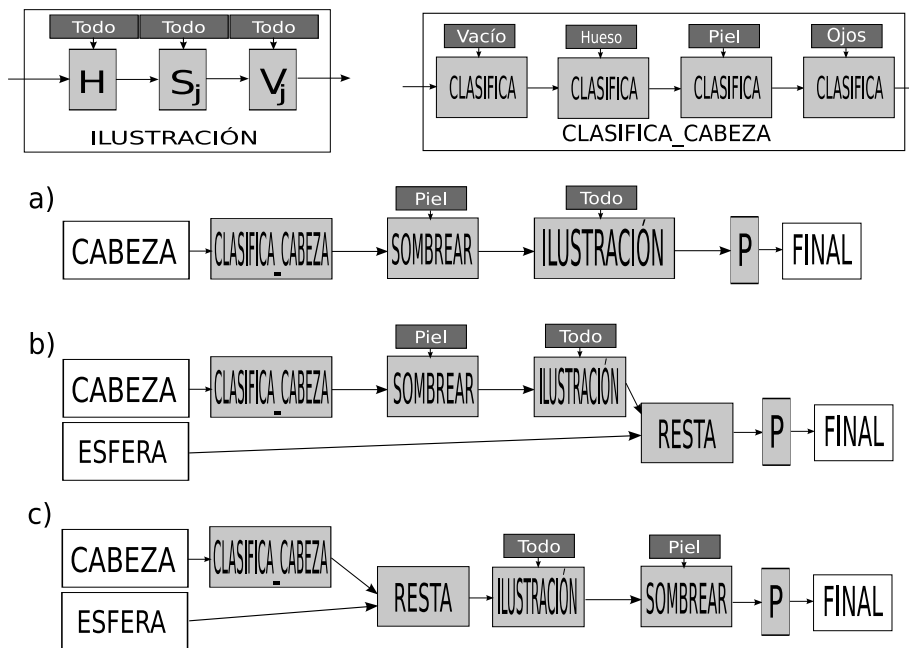 Todo Todo Todo
H Sj Vj
ILUSTRACIÓN
Vacío Hueso Piel Ojos
CLASIFICA CLASIFICA CLASIFICA CLASIFICA
CLASIFICA_CABEZA
a)
Piel Todo
CABEZA CLASIFICA_CABEZA SOMBREAR ILUSTRACIÓN P FINAL
b)
Piel Todo
CABEZA CLASIFICA_CABEZA SOMBREAR ILUSTRACIÓN
ESFERA RESTA P FINAL
c)
Todo Piel
CABEZA CLASIFICA_CABEZA
RESTA ILUSTRACIÓN SOMBREAR P FINAL
ESFERA